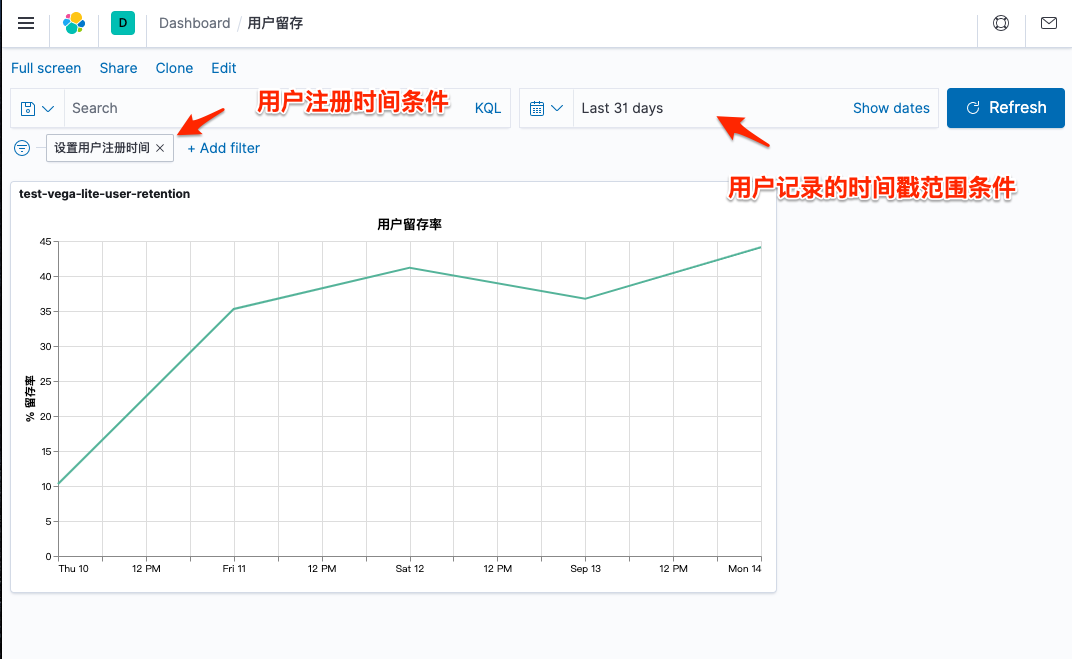 D Dashboard / 用户留存
Full screen Share Clone Edit
Search KQL Last 31 days Show dates Refresh
用户注册时间条件
设置用户注册时间 × + Add filter
用户记录的时间戳范围条件
test-vega-lite-user-retention
用户留存率
45
40
35
30
25
20
15
10
5
0
% 留存率
Thu 10 12 PM Fri 11 12 PM Sat 12 12 PM Sep 13 12 PM Mon 14